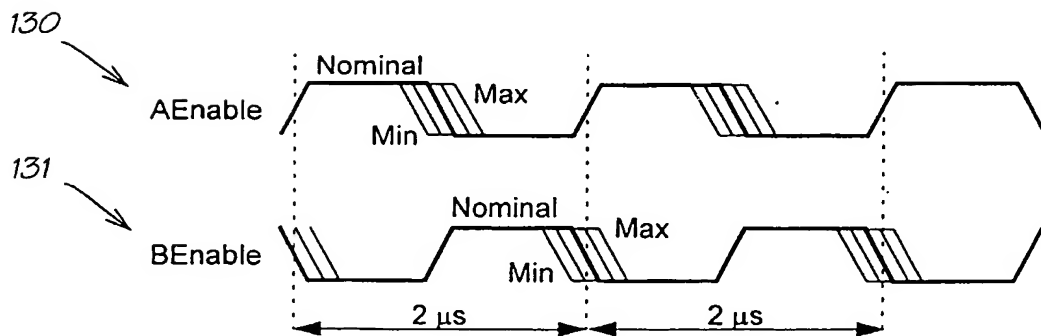 130
Nominal
Max
AEnable
Min
131
Nominal
Max
BEnable
Min
2 μs
2 μs